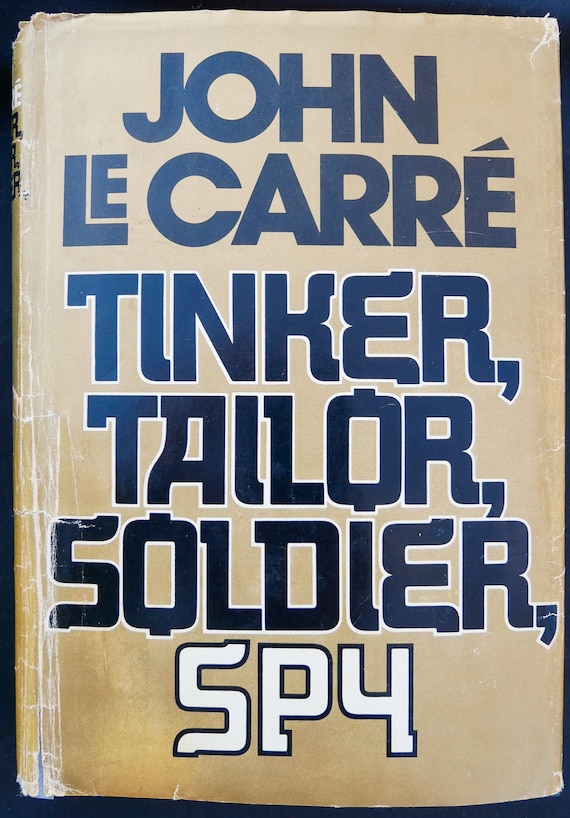 JOHN
LE CARRÉ
TINKER,
TAILOR,
SOLDIER,
SPY